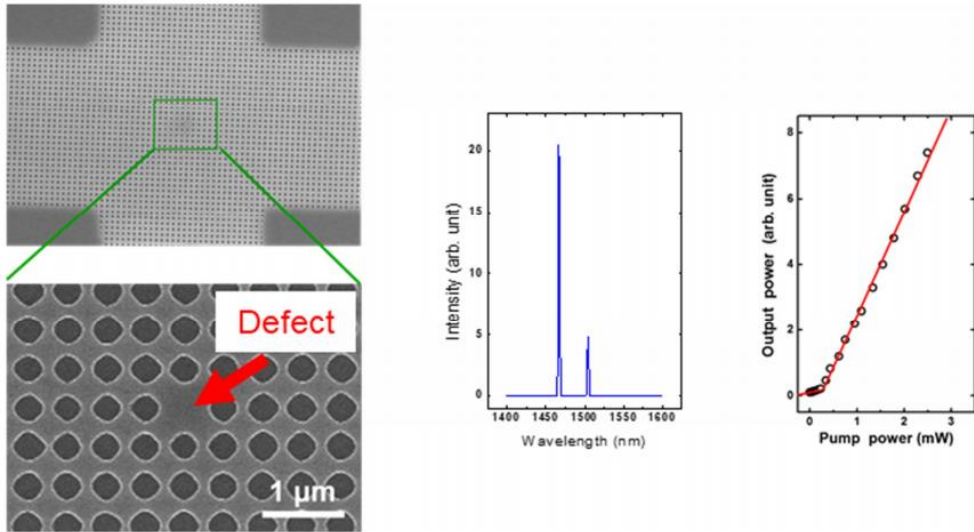 Defect
1 μm
Intensity (arb. unit)
20
15
10
5
0
1400 1450 1500 1550 1600
Wavelength (nm)
Output power (arb. unit)
8
6
4
2
0
0 1 2 3
Pump power (mW)